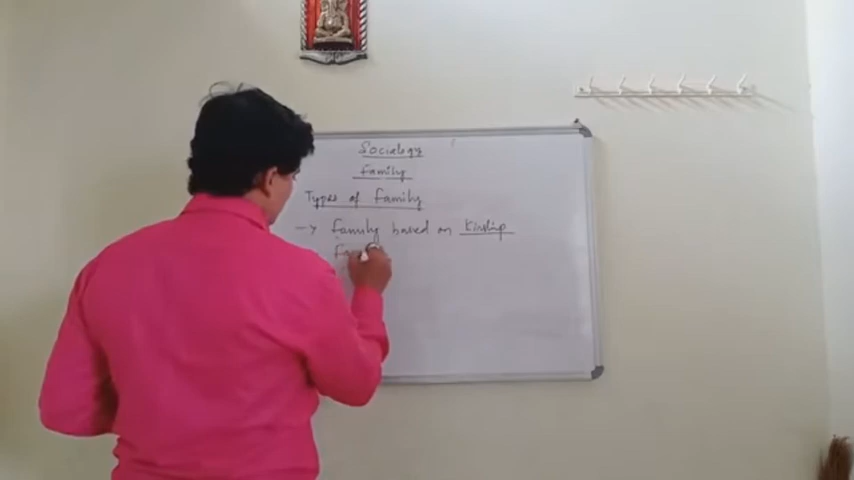 Sociology
Family
Types of Family
→ Family based on Kinship
Fa